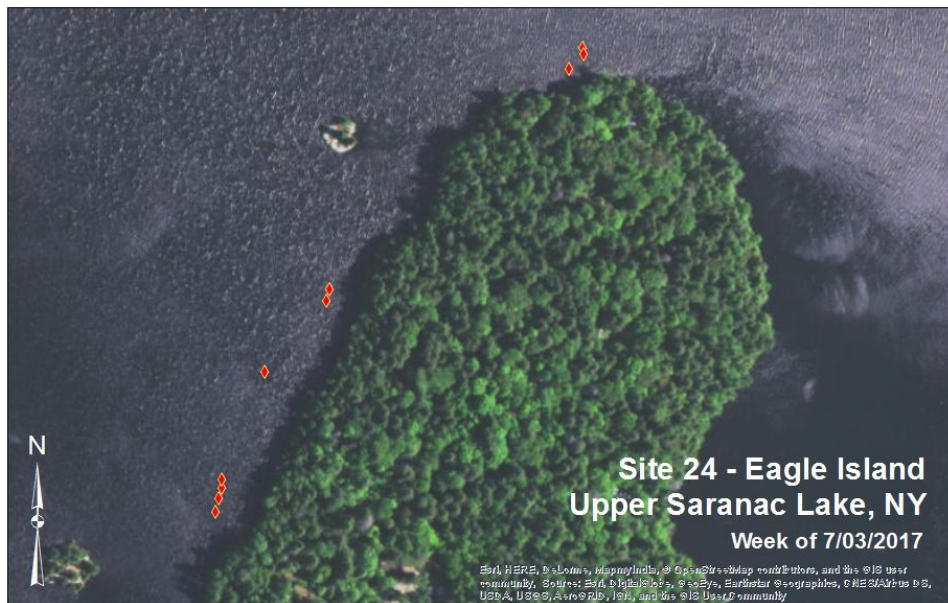 N
Site 24 - Eagle Island
Upper Saranac Lake, NY
Week of 7/03/2017
Esri, HERE, DeLorme, MapmyIndia, © OpenStreetMap contributors, and the GIS user
community, Source: Esri, DigitalGlobe, GeoEye, Earthstar Geographics, CNES/Airbus DS,
USDA, USGS, AeroGRID, IGN, and the GIS User Community